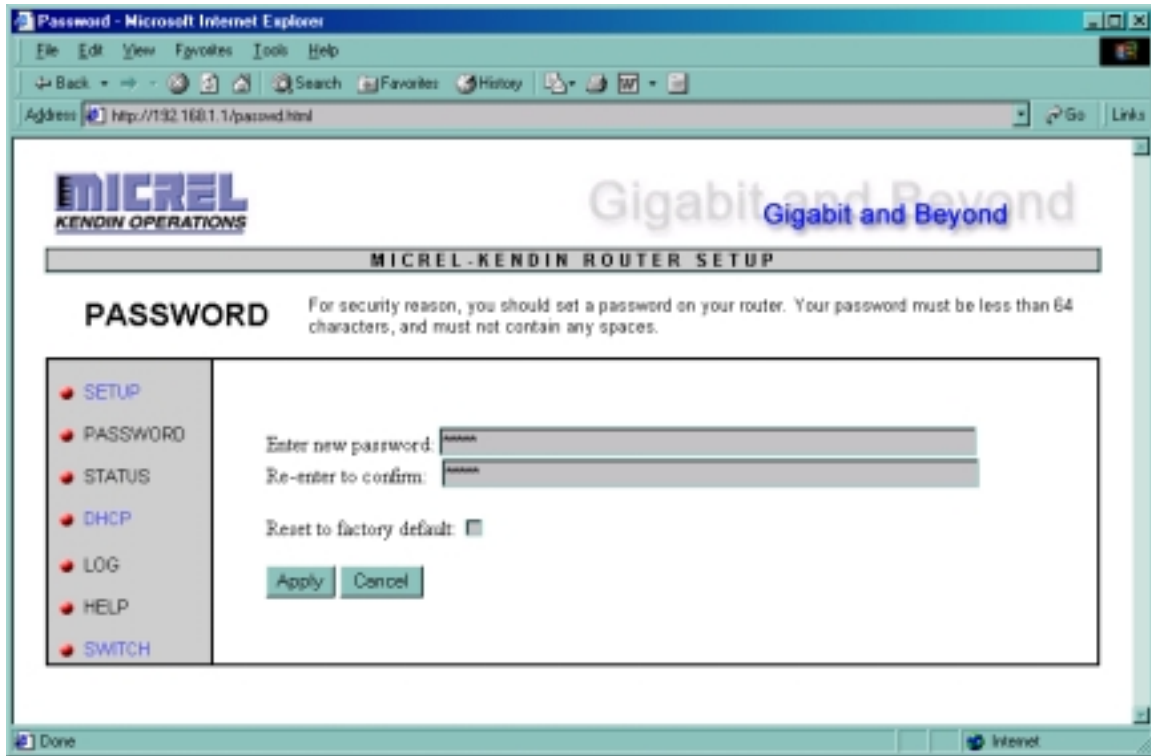 Password - Microsoft Internet Explorer
File Edit View Favorites Tools Help
Back Search Favorites History
Address http://192.168.1.1/passwd.html Go Links
MICREL
KENDIN OPERATIONS
Gigabit and Beyond
Gigabit and Beyond
MICREL-KENDIN ROUTER SETUP
PASSWORD
For security reason, you should set a password on your router. Your password must be less than 64
characters, and must not contain any spaces.
SETUP
PASSWORD
STATUS
DHCP
LOG
HELP
SWITCH
Enter new password: *****
Re-enter to confirm: *****
Reset to factory default:
Apply Cancel
Done Internet